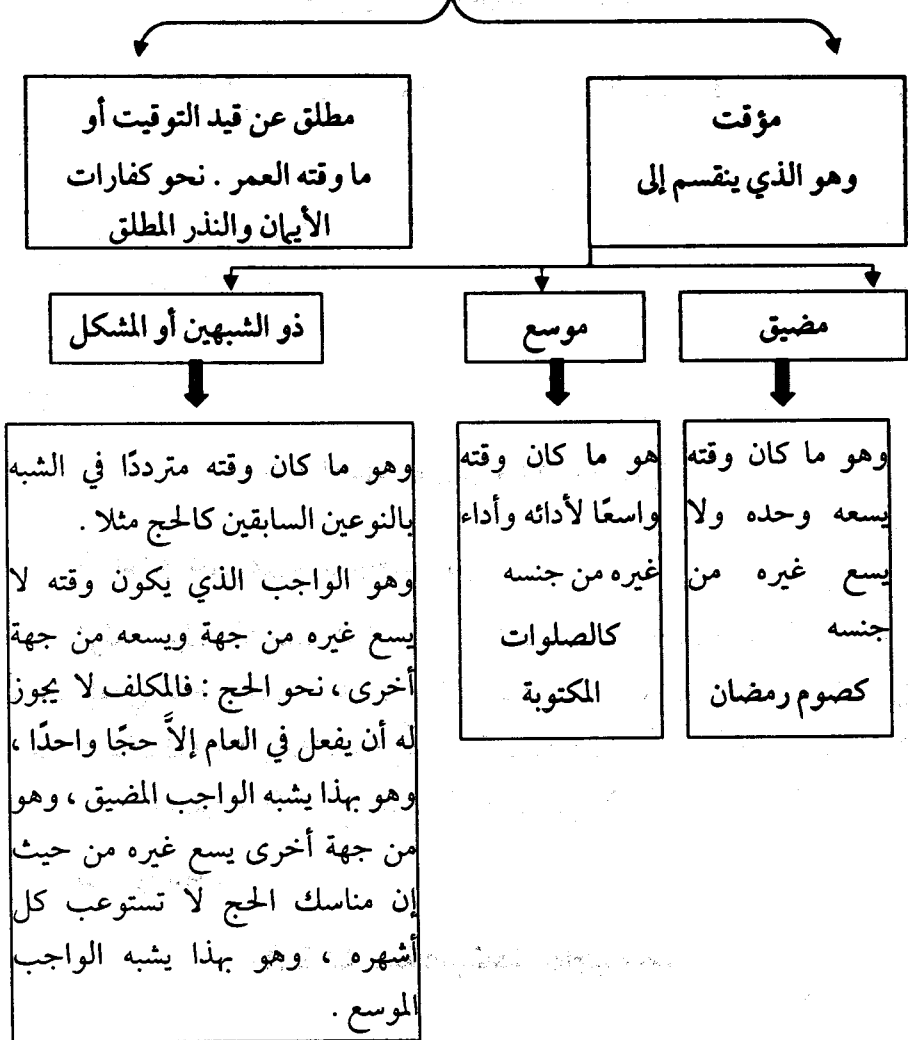 مؤقت
وهو الذي ينقسم إلى
مطلق عن قيد التوقيت أو
ما وقته العمر . نحو كفارات
الأيمان والنذر المطلق
مضيق
موسع
ذو الشبهين أو المشكل
وهو ما كان وقته
يسعه وحده ولا
يسع غيره من
جنسه
كصوم رمضان
هو ما كان وقته
واسعًا لأدائه وأداء
غيره من جنسه
كالصلوات
المكتوبة
وهو ما كان وقته مترددًا في الشبه
بالنوعين السابقين كالحج مثلا .
وهو الواجب الذي يكون وقته لا
يسع غيره من جهة ويسعه من جهة
أخرى ، نحو الحج : فالمكلف لا يجوز
له أن يفعل في العام إلاَّ حجًا واحدًا ،
وهو بهذا يشبه الواجب المضيق ، وهو
من جهة أخرى يسع غيره من حيث
إن مناسك الحج لا تستوعب كل
أشهره ، وهو بهذا يشبه الواجب
الموسع .